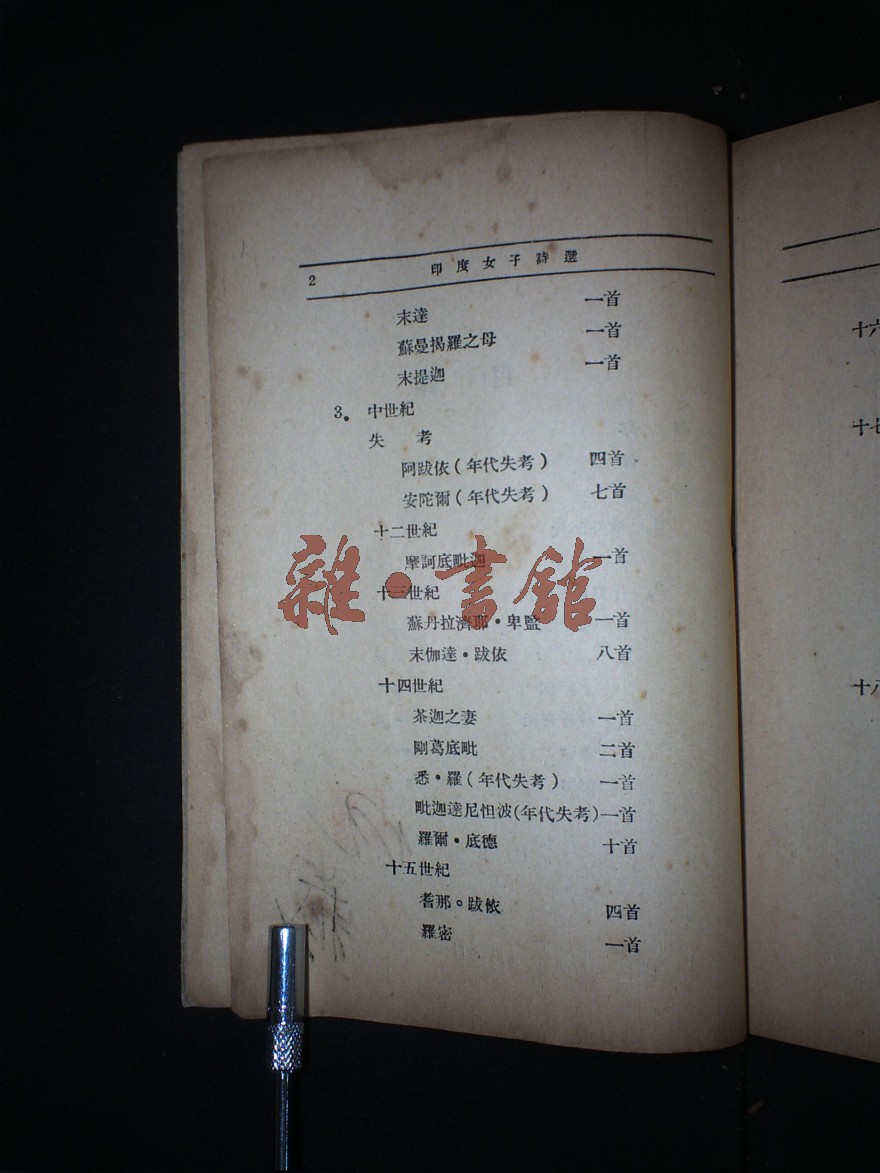 2 印度女子詩選
末達 一首
蘇曼揭羅之母 一首
末提迦 一首
3. 中世紀
失 考
阿跋依(年代失考) 四首
安陀爾(年代失考) 七首
十二世紀
摩訶底毗迦 一首
十三世紀
蘇丹拉濟耶·卑監 一首
末伽達·跋依 八首
十四世紀
茶迦之妻 一首
剛葛底毗 二首
悉·羅(年代失考) 一首
毗迦達尼怛波(年代失考) 一首
羅爾·底德 十首
十五世紀
耆那。跋依 四首
羅密 一首
雜·書館
十六
十七
十八